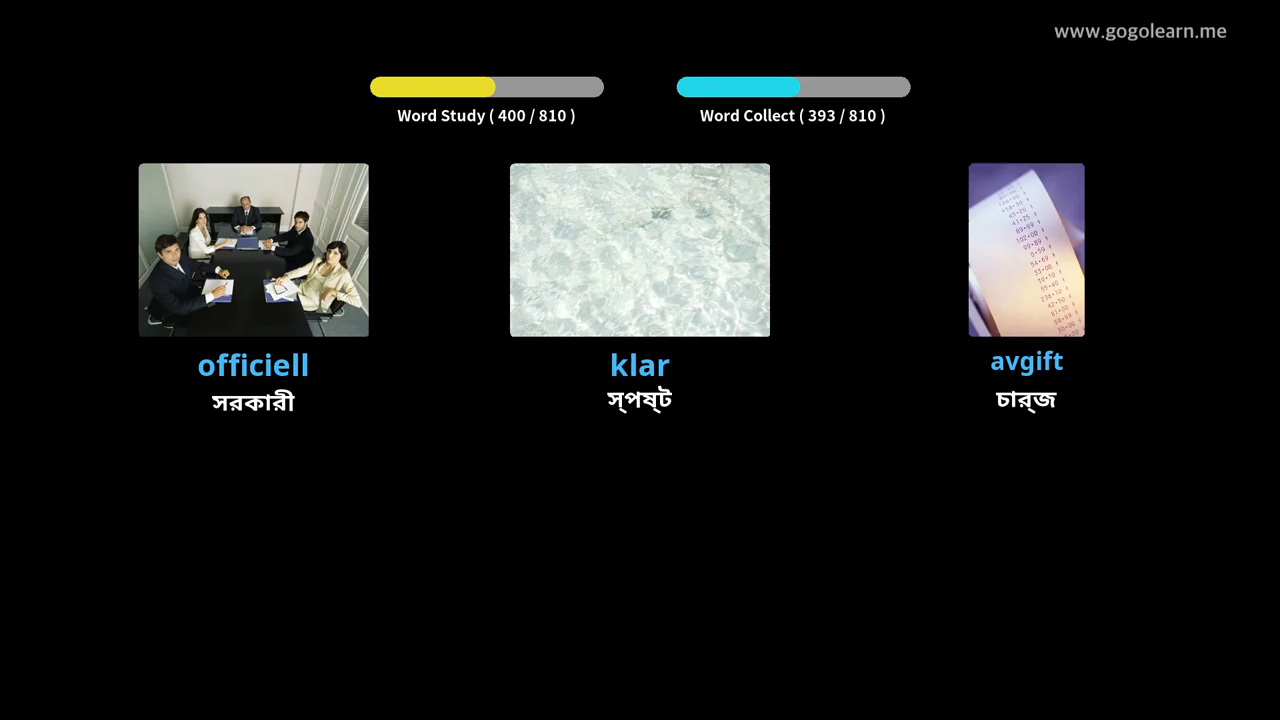 www.gogolearn.me
Word Study ( 400 / 810 )
Word Collect ( 393 / 810 )
officiell
সরকারী
klar
স্পষ্ট
avgift
চার্জ